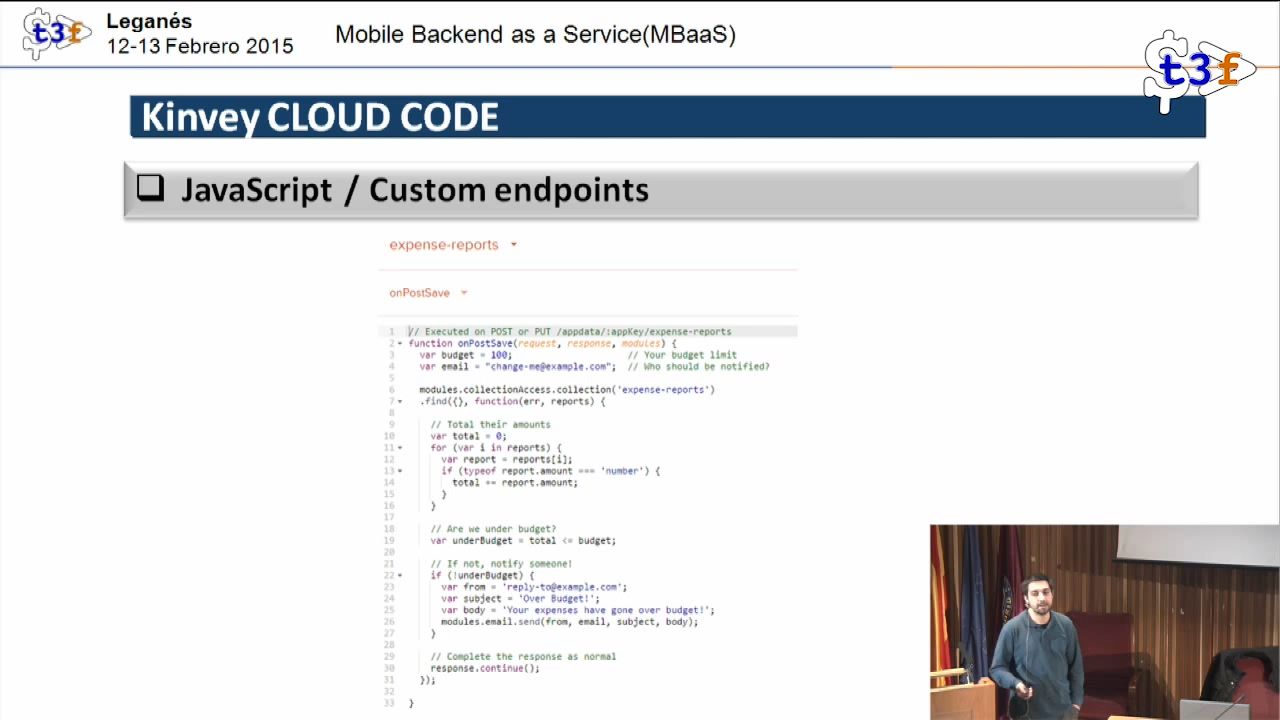 t3f
Leganés
12-13 Febrero 2015
Mobile Backend as a Service(MBaaS)
t3f
Kinvey CLOUD CODE
JavaScript / Custom endpoints
expense-reports
onPostSave
1 // Executed on POST or PUT /appdata/:appKey/expense-reports
2 function onPostSave(request, response, modules) {
3 var budget = 100; // Your budget limit
4 var email = "change-me@example.com"; // Who should be notified?
5
6 modules.collectionAccess.collection('expense-reports')
7 .find({}, function(err, reports) {
8
9 // Total their amounts
10 var total = 0;
11 for (var i in reports) {
12 var report = reports[i];
13 if (typeof report.amount === 'number') {
14 total += report.amount;
15 }
16 }
17
18 // Are we under budget?
19 var underBudget = total <= budget;
20
21 // If not, notify someone!
22 if (!underBudget) {
23 var from = 'reply-to@example.com';
24 var subject = 'Over Budget!';
25 var body = 'Your expenses have gone over budget!';
26 modules.email.send(from, email, subject, body);
27 }
28
29 // Complete the response as normal
30 response.continue();
31 });
32
33 }